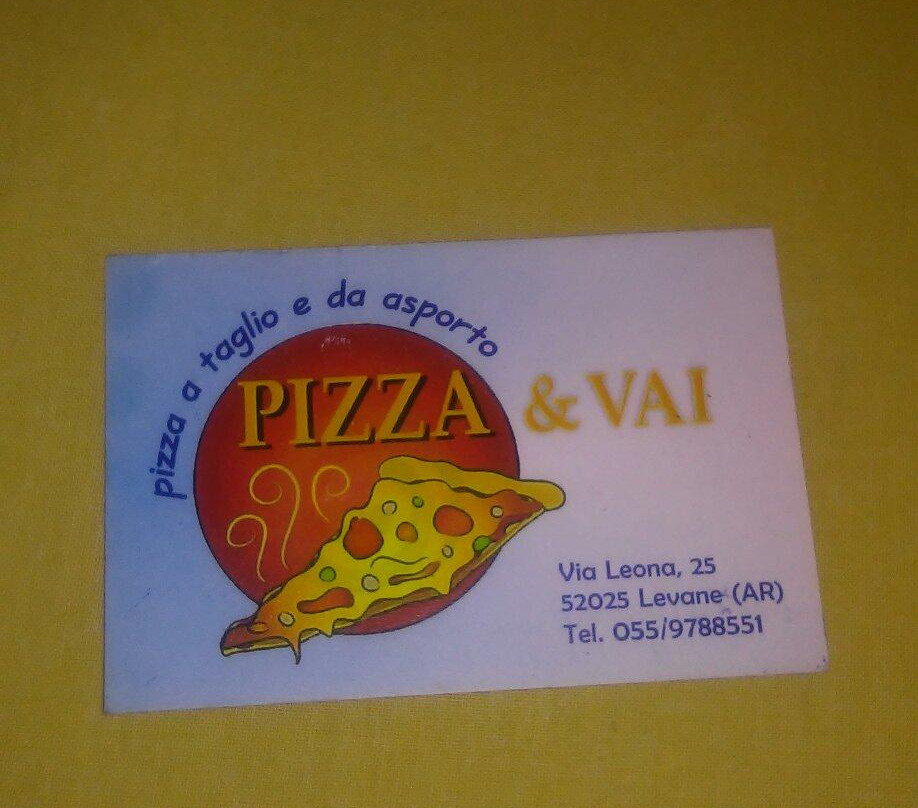 pizza a taglio e da asporto
PIZZA & VAI
Via Leona, 25
52025 Levane (AR)
Tel. 055/9788551